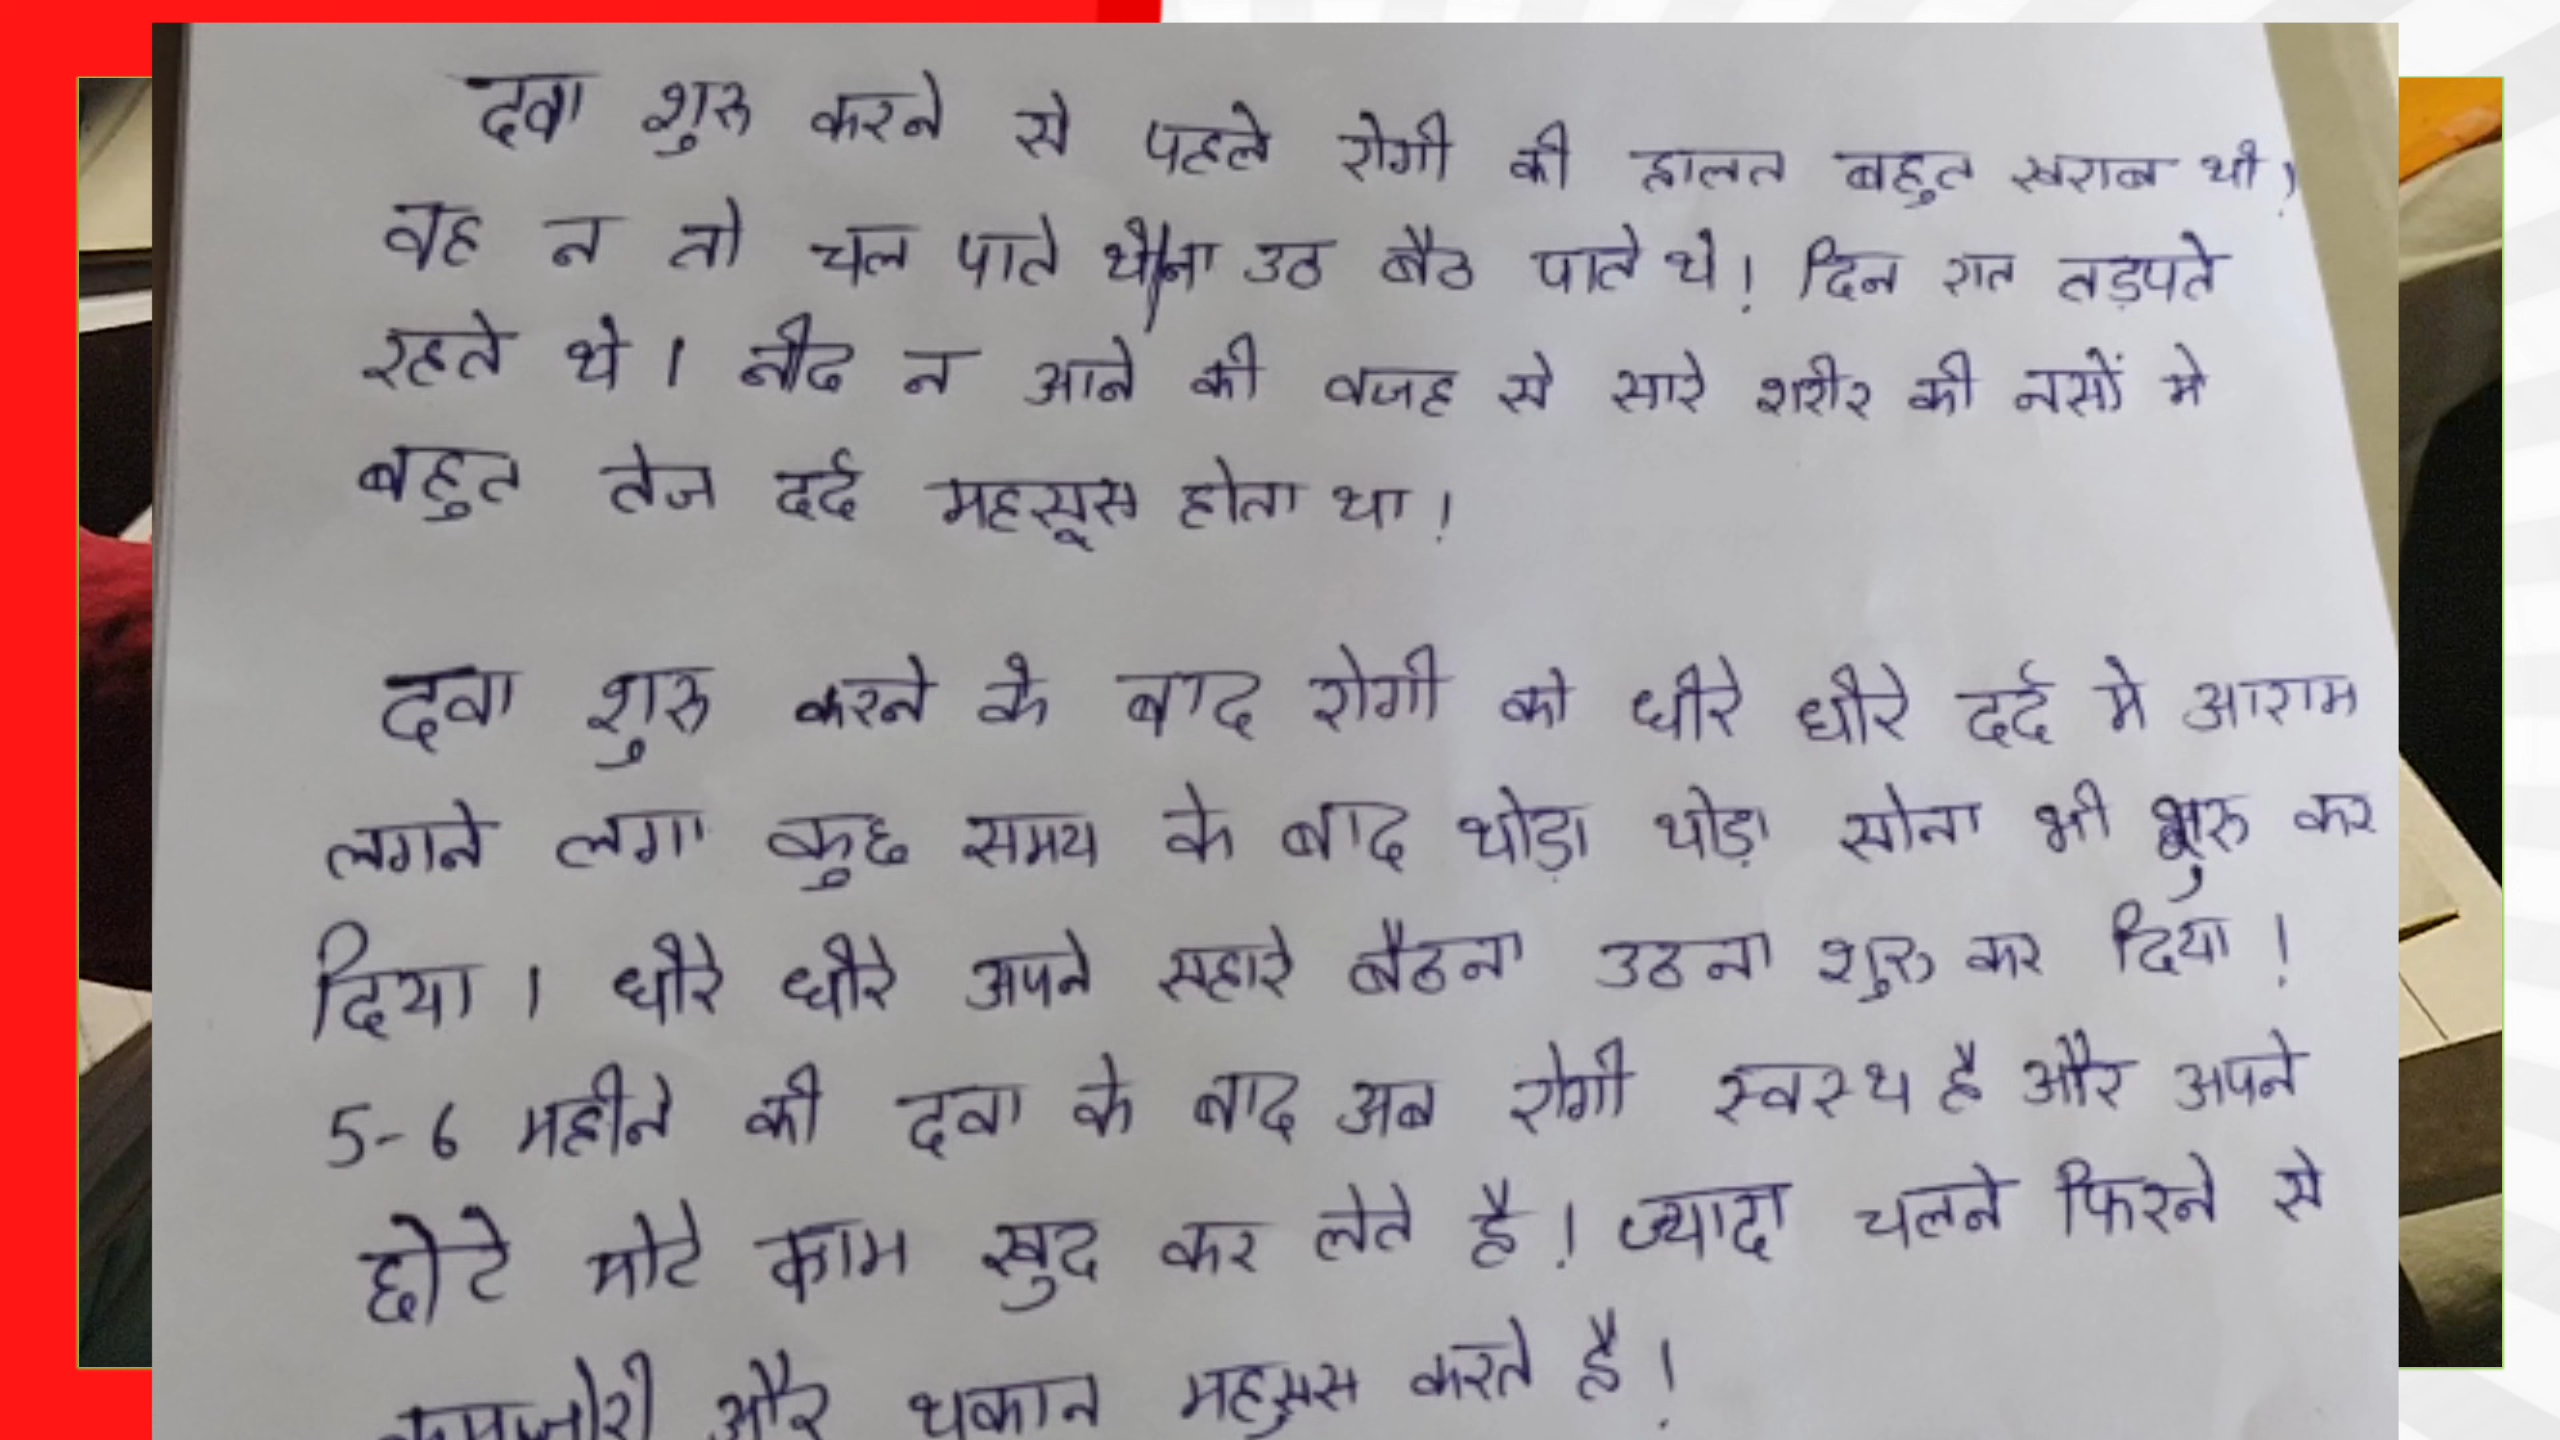 दवा शुरू करने से पहले रोगी की हालत बहुत खराब थी।
वह न तो चल पाते थे ना उठ बैठ पाते थे। दिन रात तड़पते
रहते थे। नीद न आने की वजह से सारे शरीर की नसों मे
बहुत तेज दर्द महसूस होता था।
दवा शुरू करने के बाद रोगी को धीरे धीरे दर्द मे आराम
लगने लगा कुछ समय के बाद थोड़ा थोड़ा सोना भी शुरू कर
दिया। धीरे धीरे अपने सहारे बैठना उठना शुरू कर दिया।
5-6 महीने की दवा के बाद अब रोगी स्वस्थ है और अपने
छोटे मोटे काम खुद कर लेते है। ज्यादा चलने फिरने से
कमजोरी और थकान महसुस करते है।